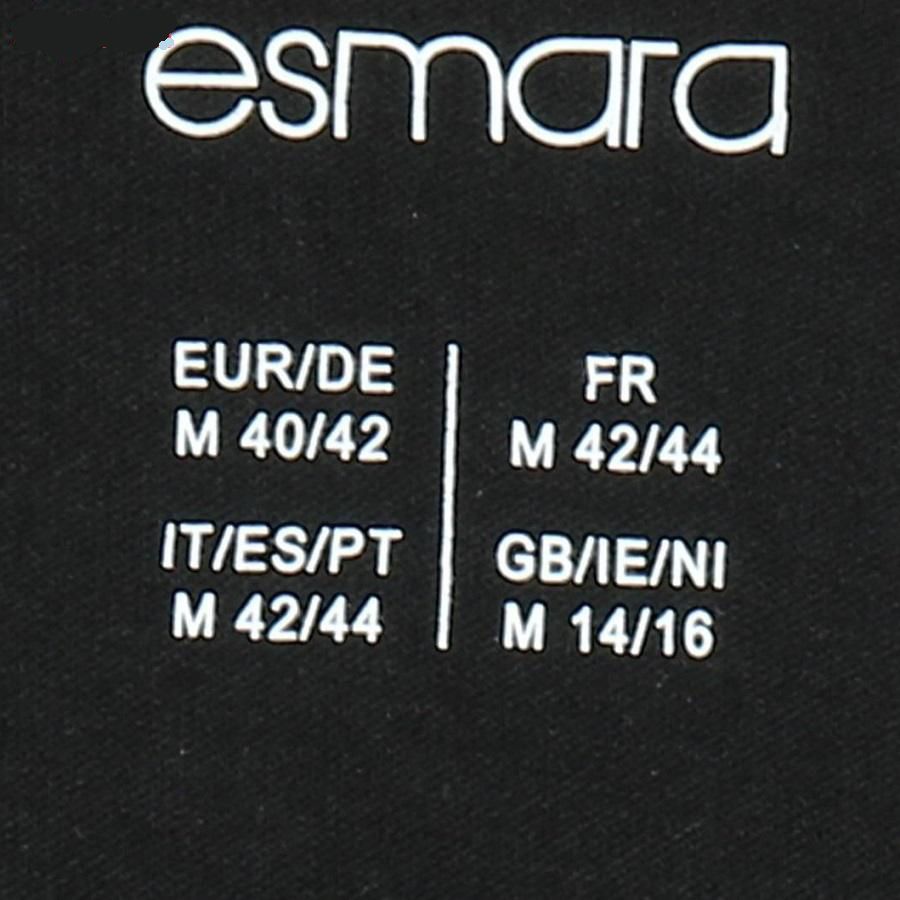 esmara
EUR/DE
M 40/42
FR
M 42/44
IT/ES/PT
M 42/44
GB/IE/NI
M 14/16